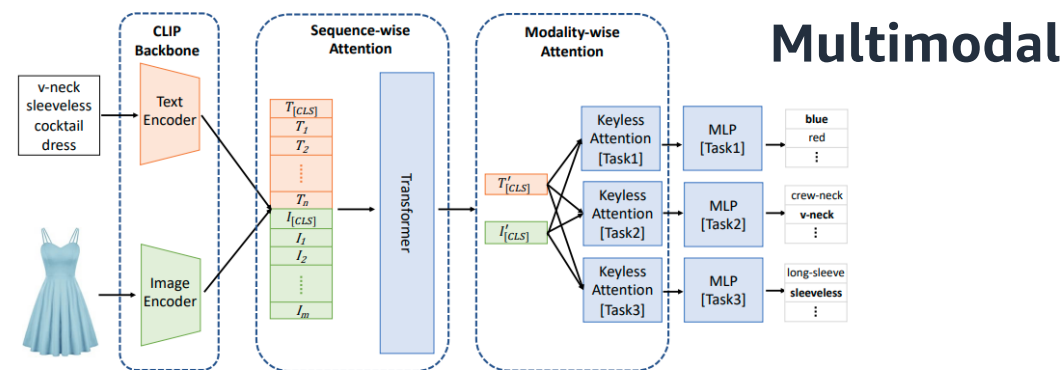 Multimodal
CLIP
Backbone
Sequence-wise
Attention
Modality-wise
Attention
v-neck
sleeveless
cocktail
dress
Text
Encoder
Image
Encoder
T[CLS]
T1
T2
Tn
I[CLS]
I1
I2
Im
Transformer
T′[CLS]
I′[CLS]
Keyless
Attention
[Task1]
Keyless
Attention
[Task2]
Keyless
Attention
[Task3]
MLP
[Task1]
MLP
[Task2]
MLP
[Task3]
blue
red
⋮
crew-neck
v-neck
⋮
long-sleeve
sleeveless
⋮